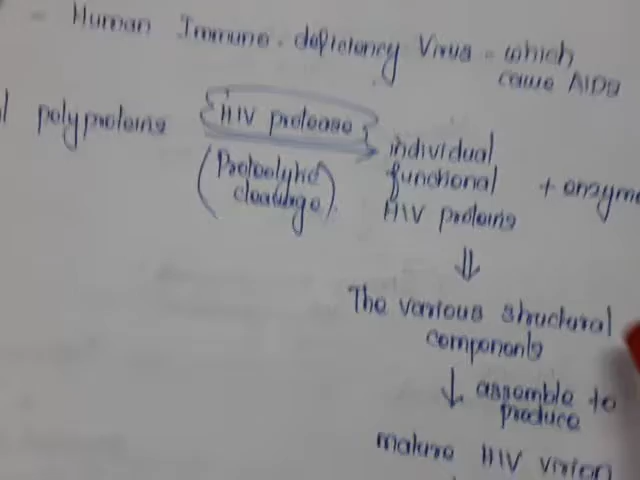 - Human Immuno-deficiency Virus - which
cause AIDS
polyproteins HIV protease individual
(Proteolytic functional + enzyme
cleavage) HIV proteins
⇓
The various structural
components
↓ assemble to
produce
mature HIV virion